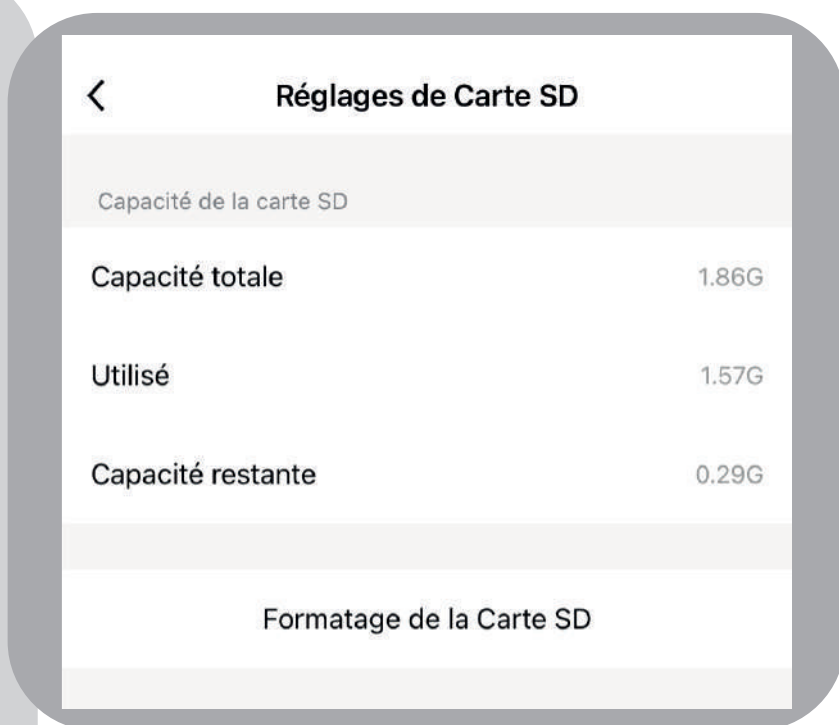 Réglages de Carte SD
Capacité de la carte SD
Capacité totale 1.86G
Utilisé 1.57G
Capacité restante 0.29G
Formatage de la Carte SD